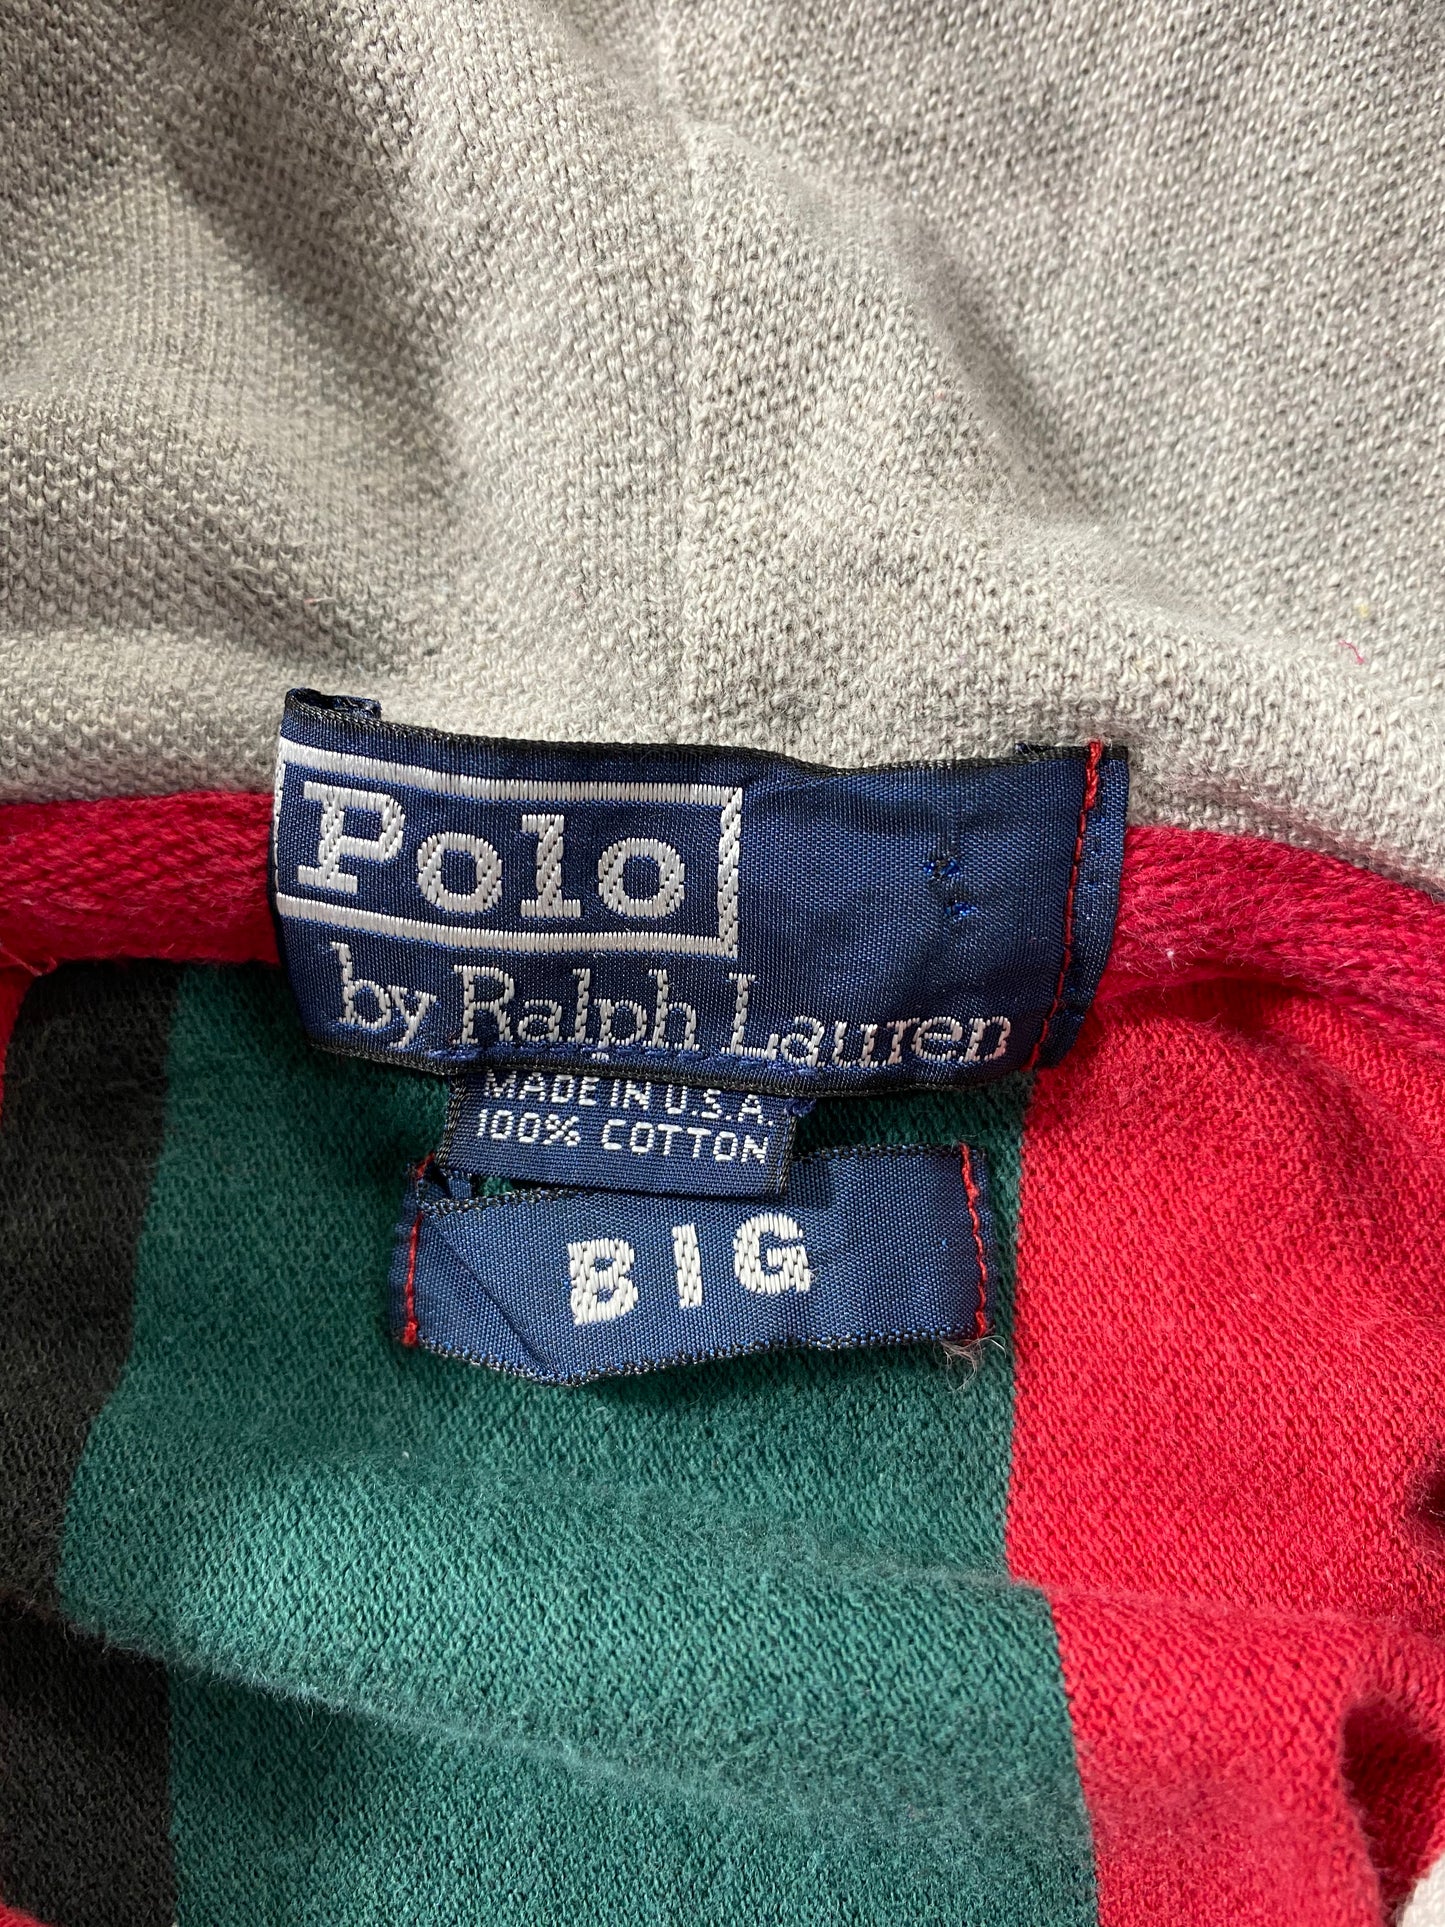 Polo
by Ralph Lauren
MADE IN U.S.A.
100% COTTON
BIG